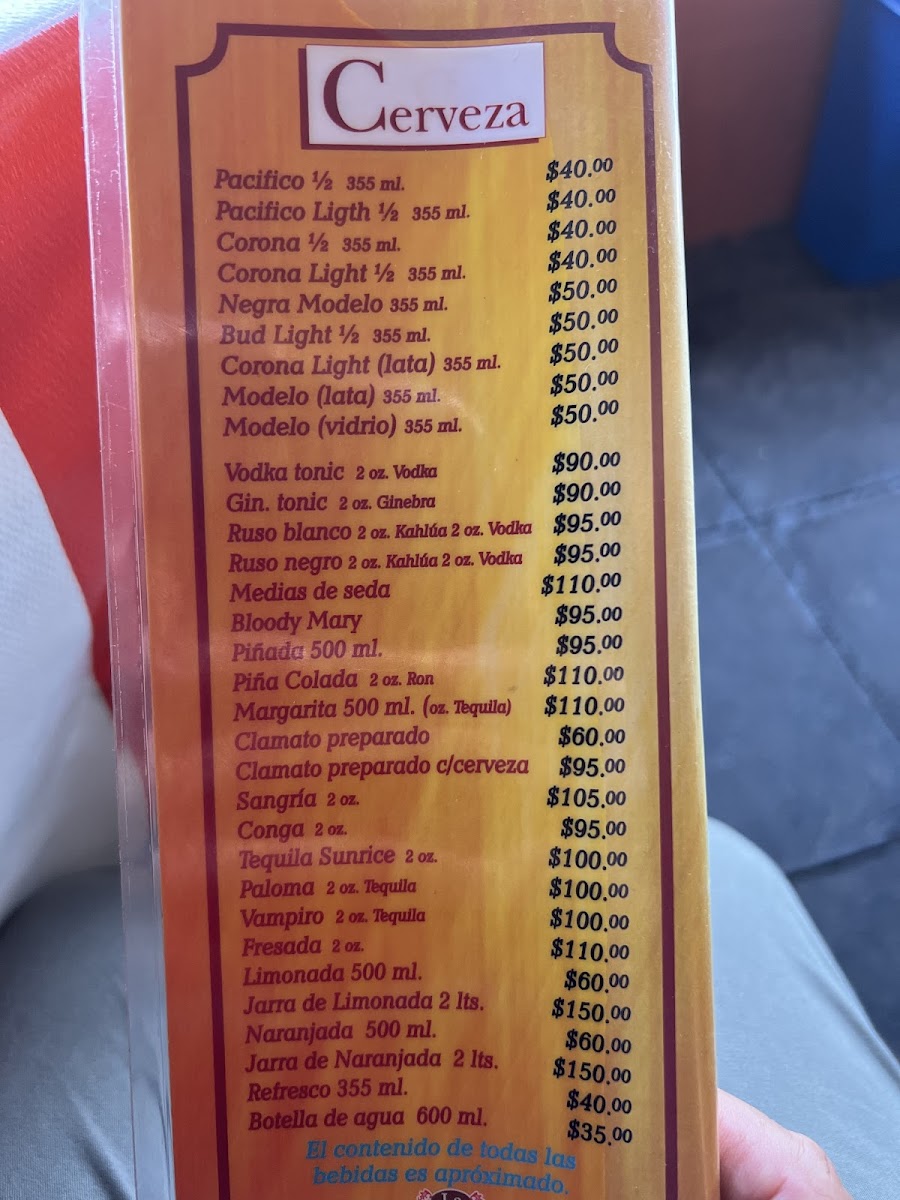 Cerveza
Pacifico ½ 355 ml. $40.00
Pacifico Ligth ½ 355 ml. $40.00
Corona ½ 355 ml. $40.00
Corona Light ½ 355 ml. $40.00
Negra Modelo 355 ml. $50.00
Bud Light ½ 355 ml. $50.00
Corona Light (lata) 355 ml. $50.00
Modelo (lata) 355 ml. $50.00
Modelo (vidrio) 355 ml. $50.00
Vodka tonic 2 oz. Vodka $90.00
Gin. tonic 2 oz. Ginebra $90.00
Ruso blanco 2 oz. Kahlúa 2 oz. Vodka $95.00
Ruso negro 2 oz. Kahlúa 2 oz. Vodka $95.00
Medias de seda $110.00
Bloody Mary $95.00
Piñada 500 ml. $95.00
Piña Colada 2 oz. Ron $110.00
Margarita 500 ml. (oz. Tequila) $110.00
Clamato preparado $60.00
Clamato preparado c/cerveza $95.00
Sangría 2 oz. $105.00
Conga 2 oz. $95.00
Tequila Sunrice 2 oz. $100.00
Paloma 2 oz. Tequila $100.00
Vampiro 2 oz. Tequila $100.00
Fresada 2 oz. $110.00
Limonada 500 ml. $60.00
Jarra de Limonada 2 lts. $150.00
Naranjada 500 ml. $60.00
Jarra de Naranjada 2 lts. $150.00
Refresco 355 ml. $40.00
Botella de agua 600 ml. $35.00
El contenido de todas las
bebidas es apróximado.